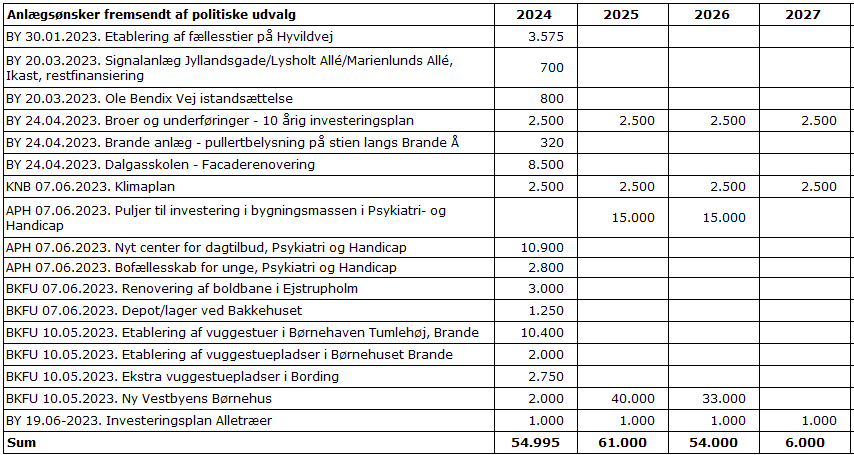 Anlægsønsker fremsendt af politiske udvalg 2024 2025 2026 2027
BY 30.01.2023. Etablering af fællesstier på Hyvildvej 3.575
BY 20.03.2023. Signalanlæg Jyllandsgade/Lysholt Allé/Marienlunds Allé,
Ikast, restfinansiering 700
BY 20.03.2023. Ole Bendix Vej istandsættelse 800
BY 24.04.2023. Broer og underføringer - 10 årig investeringsplan 2.500 2.500 2.500 2.500
BY 24.04.2023. Brande anlæg - pullertbelysning på stien langs Brande Å 320
BY 24.04.2023. Dalgasskolen - Facaderenovering 8.500
KNB 07.06.2023. Klimaplan 2.500 2.500 2.500 2.500
APH 07.06.2023. Puljer til investering i bygningsmassen i Psykiatri- og
Handicap 15.000 15.000
APH 07.06.2023. Nyt center for dagtilbud, Psykiatri og Handicap 10.900
APH 07.06.2023. Bofællesskab for unge, Psykiatri og Handicap 2.800
BKFU 07.06.2023. Renovering af boldbane i Ejstrupholm 3.000
BKFU 07.06.2023. Depot/lager ved Bakkehuset 1.250
BKFU 10.05.2023. Etablering af vuggestuer i Børnehaven Tumlehøj, Brande 10.400
BKFU 10.05.2023. Etablering af vuggestuepladser i Børnehuset Brande 2.000
BKFU 10.05.2023. Ekstra vuggestuepladser i Bording 2.750
BKFU 10.05.2023. Ny Vestbyens Børnehus 2.000 40.000 33.000
BY 19.06-2023. Investeringsplan Alletræer 1.000 1.000 1.000 1.000
Sum 54.995 61.000 54.000 6.000